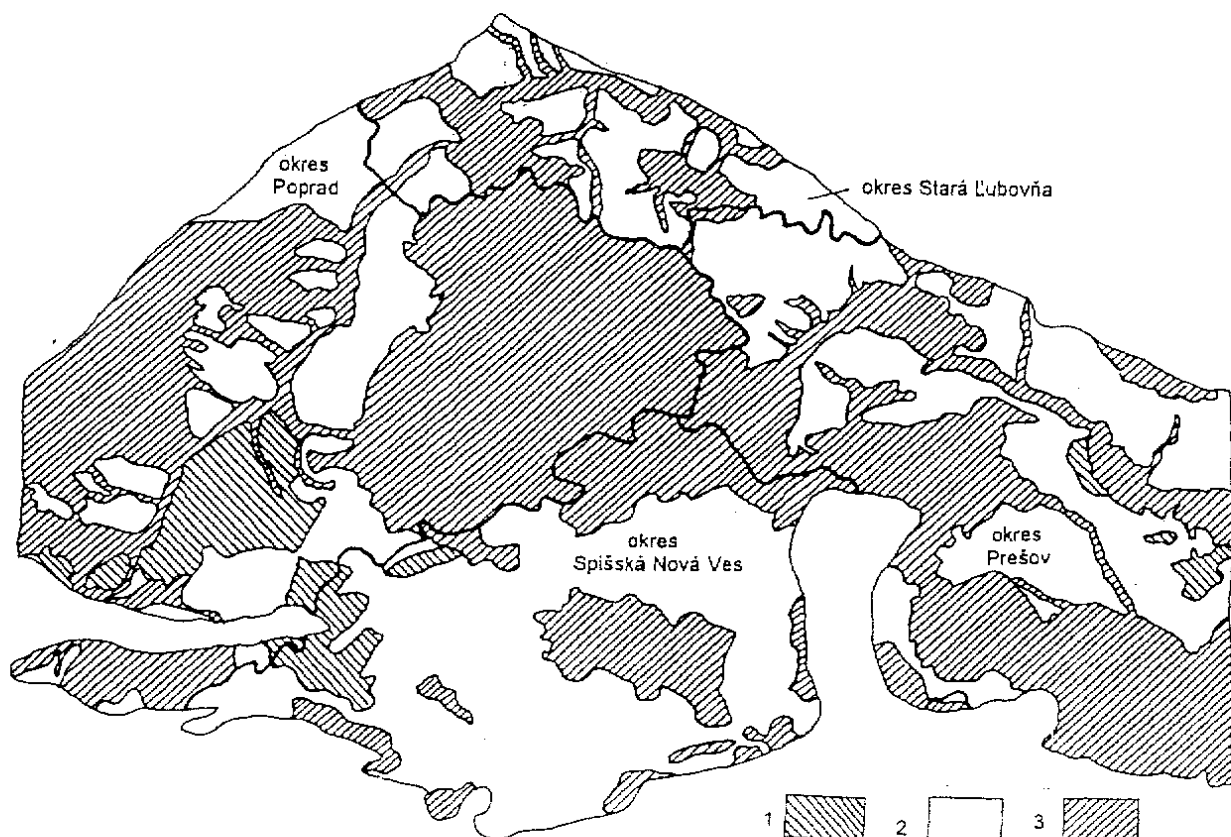 okres
Poprad
okres Stará Ľubovňa
okres
Spišská Nová Ves
okres
Prešov
1 2 3